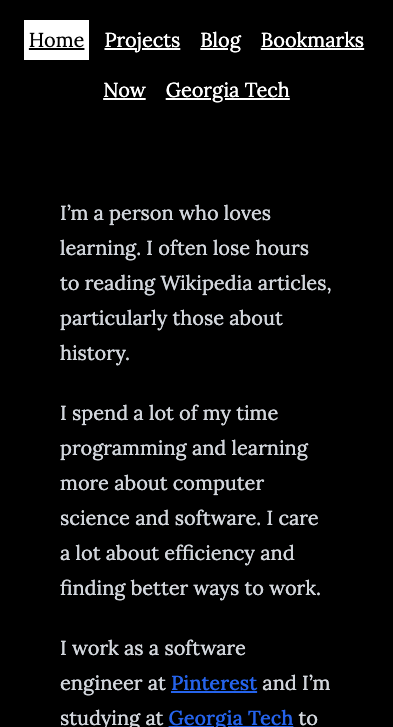 Home Projects Blog Bookmarks
Now Georgia Tech
I’m a person who loves
learning. I often lose hours
to reading Wikipedia articles,
particularly those about
history.
I spend a lot of my time
programming and learning
more about computer
science and software. I care
a lot about efficiency and
finding better ways to work.
I work as a software
engineer at Pinterest and I’m
studying at Georgia Tech to